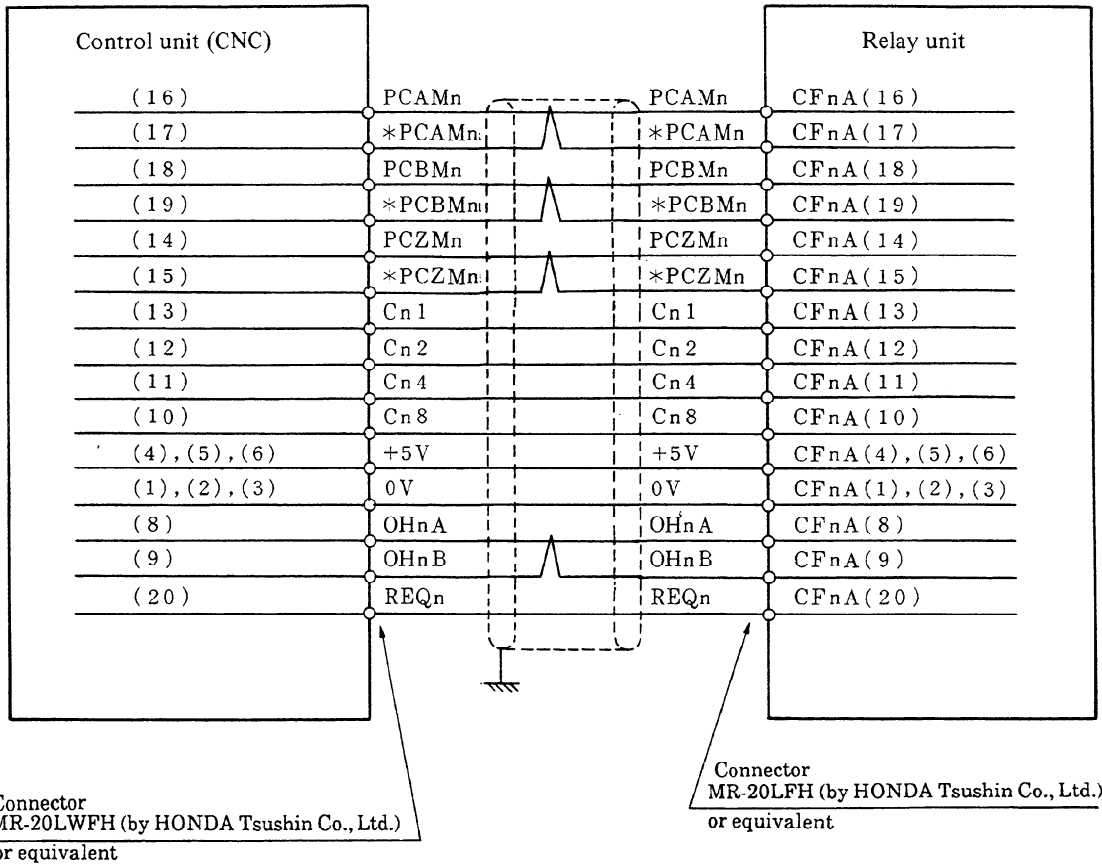 Control unit (CNC) Relay unit
(16) PCAMn PCAMn CFnA(16)
(17) *PCAMn *PCAMn CFnA(17)
(18) PCBMn PCBMn CFnA(18)
(19) *PCBMn *PCBMn CFnA(19)
(14) PCZMn PCZMn CFnA(14)
(15) *PCZMn *PCZMn CFnA(15)
(13) Cn1 Cn1 CFnA(13)
(12) Cn2 Cn2 CFnA(12)
(11) Cn4 Cn4 CFnA(11)
(10) Cn8 Cn8 CFnA(10)
(4),(5),(6) +5V +5V CFnA(4),(5),(6)
(1),(2),(3) 0V 0V CFnA(1),(2),(3)
(8) OHnA OHnA CFnA(8)
(9) OHnB OHnB CFnA(9)
(20) REQn REQn CFnA(20)
Connector
MR-20LFH (by HONDA Tsushin Co., Ltd.)
or equivalent
Connector
MR-20LWFH (by HONDA Tsushin Co., Ltd.)
or equivalent